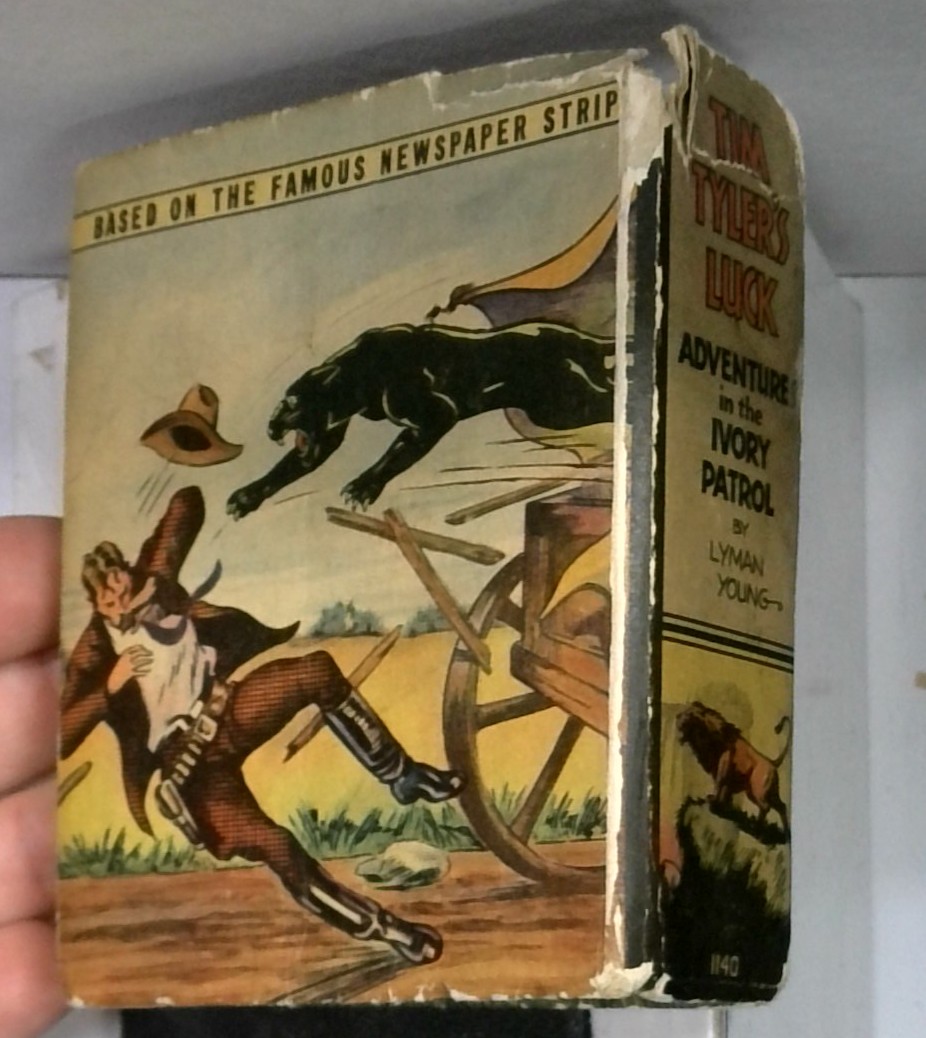 BASED ON THE FAMOUS NEWSPAPER STRIP
TIM
TYLER'S
LUCK
ADVENTURE
in the
IVORY
PATROL
BY
LYMAN
YOUNG
1140